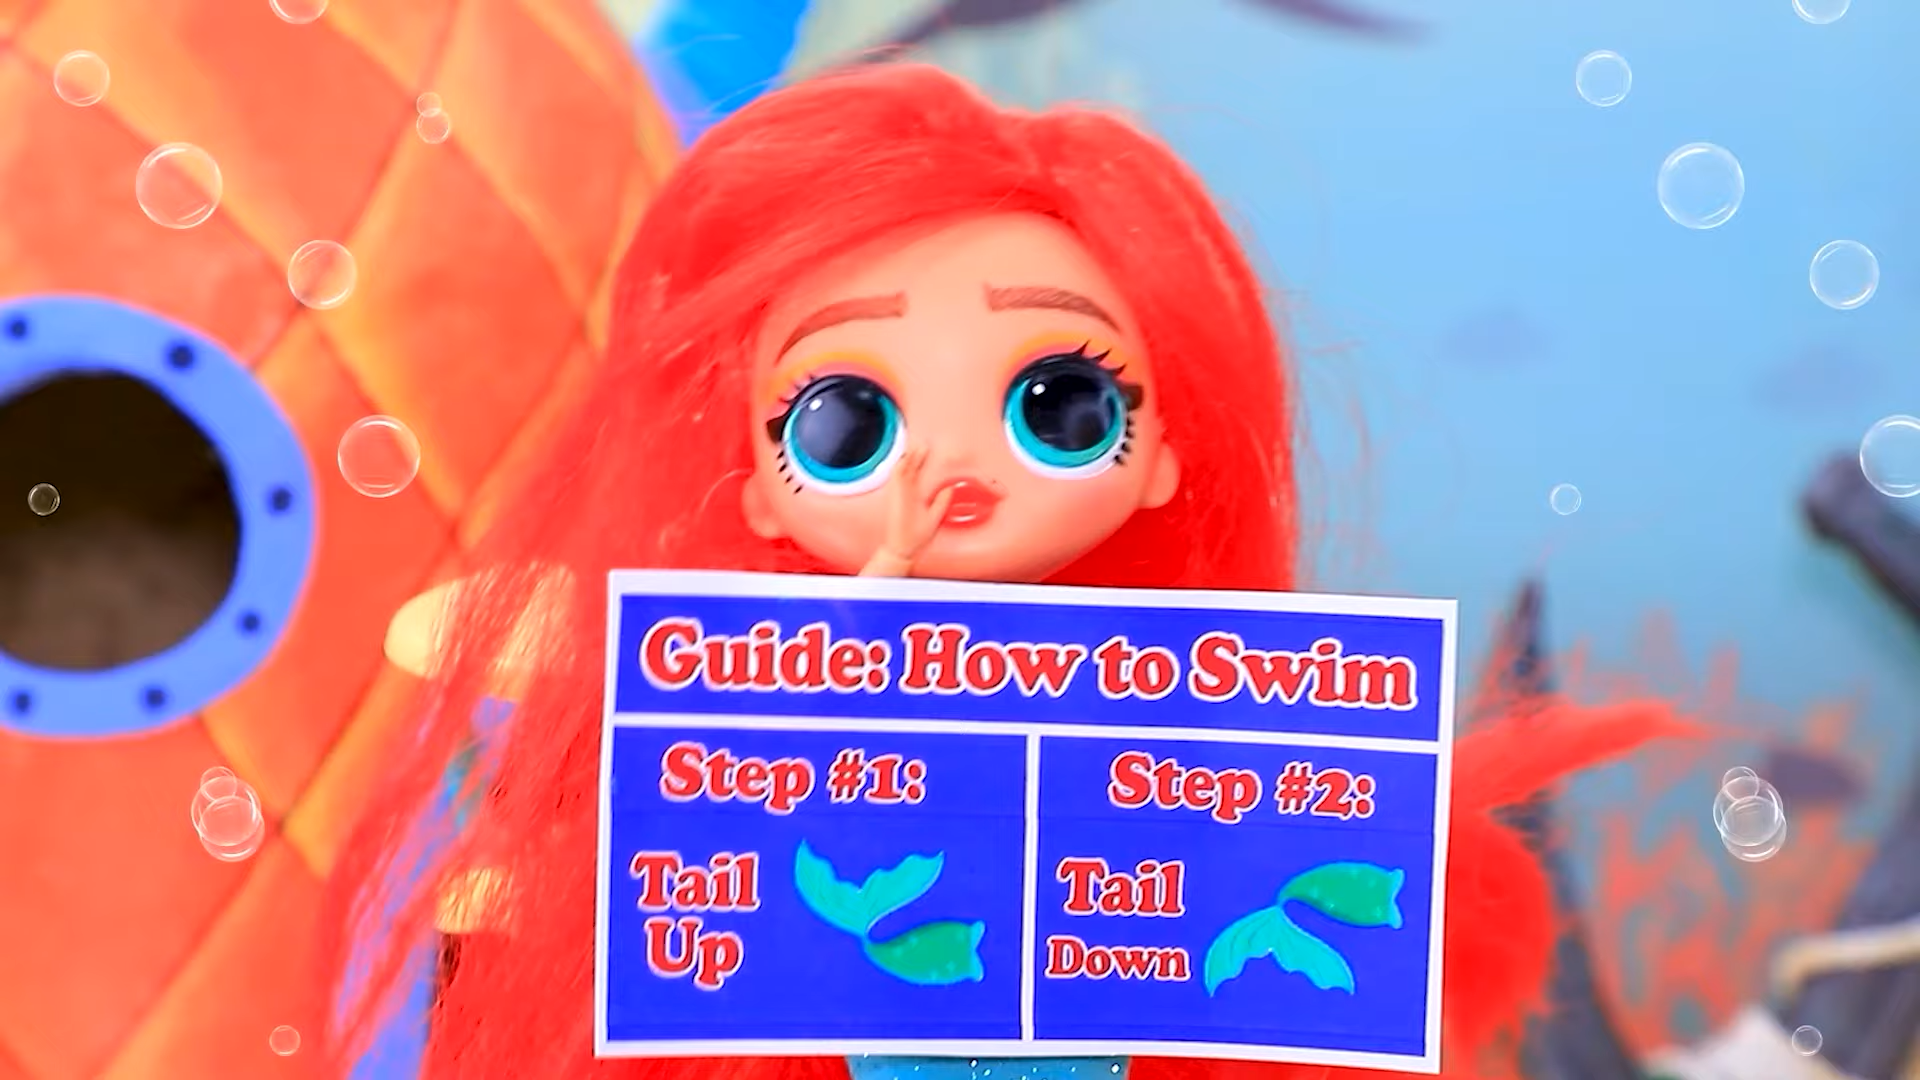 Guide: How to Swim
Step #1:
Tail
Up
Step #2:
Tail
Down